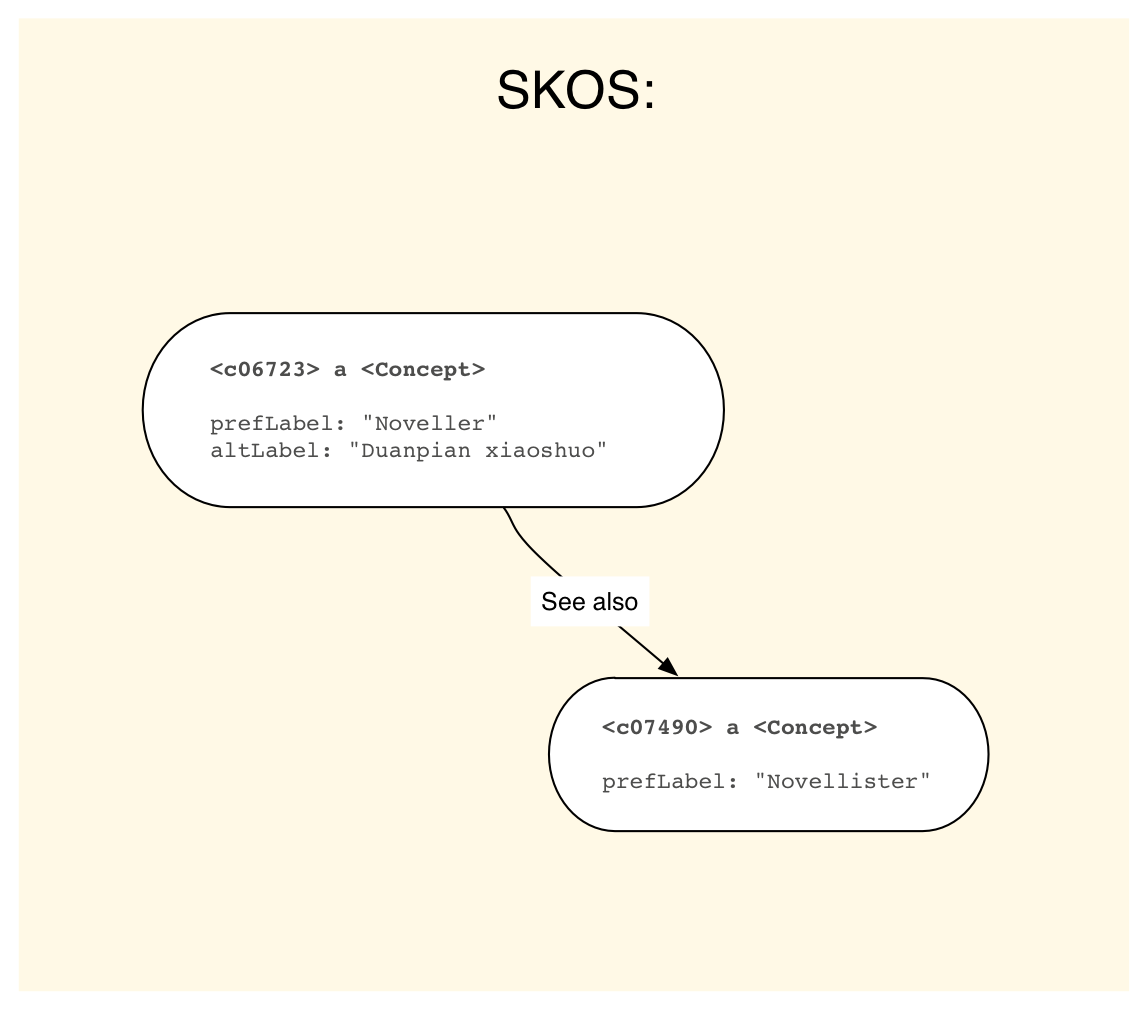 SKOS:
<c06723> a <Concept>
prefLabel: "Noveller"
altLabel: "Duanpian xiaoshuo"
See also
<c07490> a <Concept>
prefLabel: "Novellister"